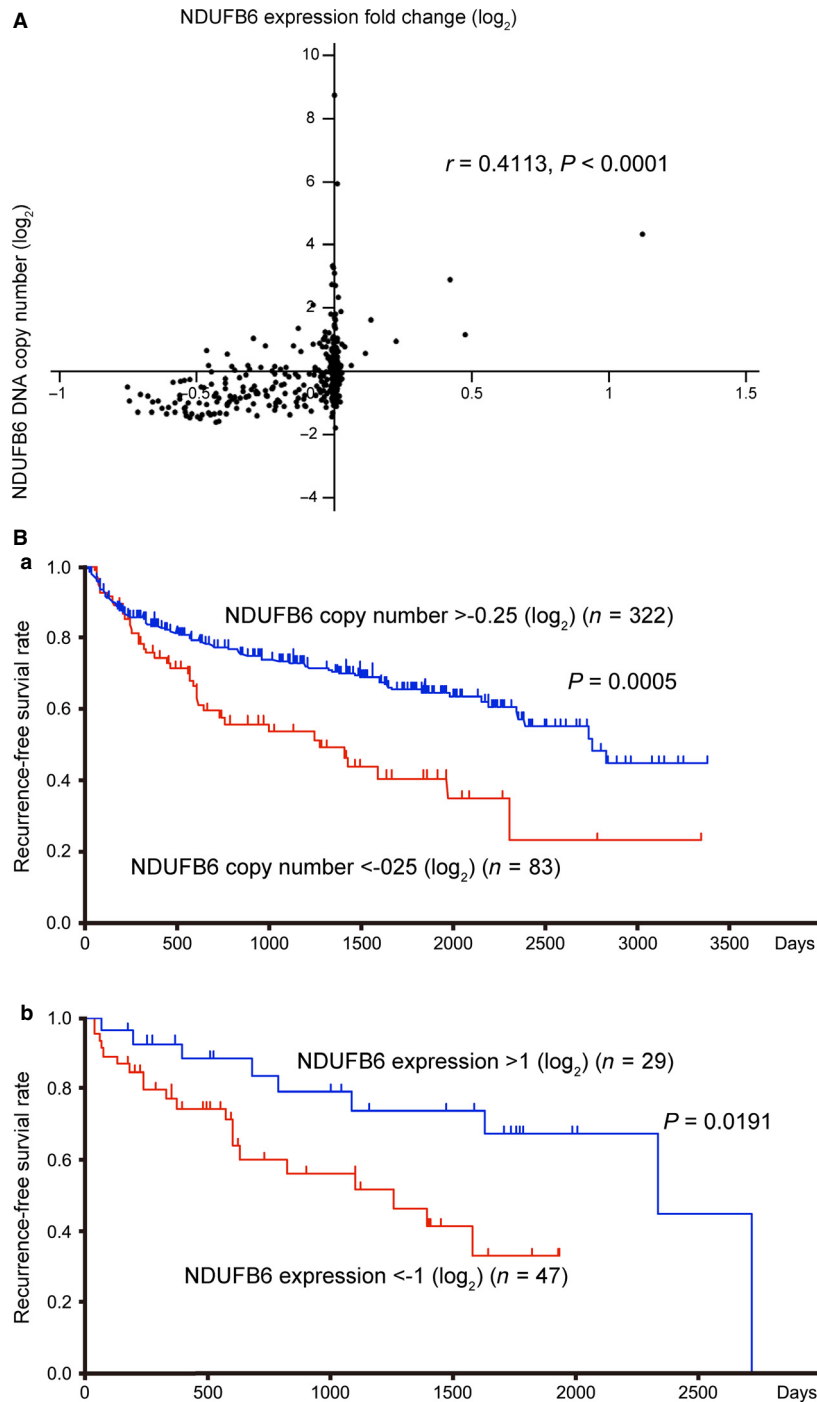 A
NDUFB6 expression fold change (log2)
NDUFB6 DNA copy number (log2)
10
8
6
4
2
−2
−4
−1
−0.5
0
0.5
1
1.5
r = 0.4113, P < 0.0001
B
a
Recurrence-free survial rate
1.0
0.8
0.6
0.4
0.2
0.0
NDUFB6 copy number >-0.25 (log2) (n = 322)
P = 0.0005
NDUFB6 copy number <-025 (log2) (n = 83)
0 500 1000 1500 2000 2500 3000 3500 Days
b
Recurrence-free survial rate
1.0
0.8
0.6
0.4
0.2
0.0
NDUFB6 expression >1 (log2) (n = 29)
P = 0.0191
NDUFB6 expression <-1 (log2) (n = 47)
0 500 1000 1500 2000 2500 Days